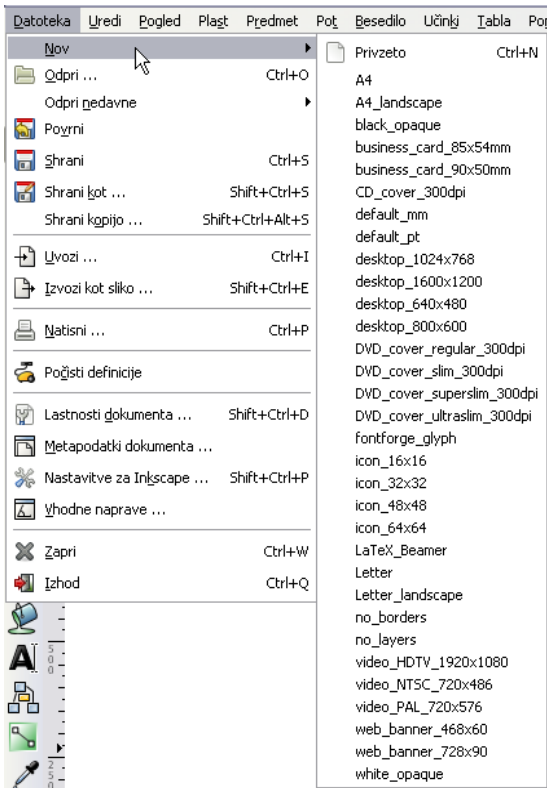 Datoteka Uredi Pogled Plast Predmet Pot Besedilo Učinki Tabla
Nov
Odpri ... Ctrl+O
Odpri nedavne
Povrni
Shrani Ctrl+S
Shrani kot ... Shift+Ctrl+S
Shrani kopijo ... Shift+Ctrl+Alt+S
Uvozi ... Ctrl+I
Izvozi kot sliko ... Shift+Ctrl+E
Natisni ... Ctrl+P
Počisti definicije
Lastnosti dokumenta ... Shift+Ctrl+D
Metapodatki dokumenta ...
Nastavitve za Inkscape ... Shift+Ctrl+P
Vhodne naprave ...
Zapri Ctrl+W
Izhod Ctrl+Q
Privzeto Ctrl+N
A4
A4_landscape
black_opaque
business_card_85x54mm
business_card_90x50mm
CD_cover_300dpi
default_mm
default_pt
desktop_1024x768
desktop_1600x1200
desktop_640x480
desktop_800x600
DVD_cover_regular_300dpi
DVD_cover_slim_300dpi
DVD_cover_superslim_300dpi
DVD_cover_ultraslim_300dpi
fontforge_glyph
icon_16x16
icon_32x32
icon_48x48
icon_64x64
LaTeX_Beamer
Letter
Letter_landscape
no_borders
no_layers
video_HDTV_1920x1080
video_NTSC_720x486
video_PAL_720x576
web_banner_468x60
web_banner_728x90
white_opaque